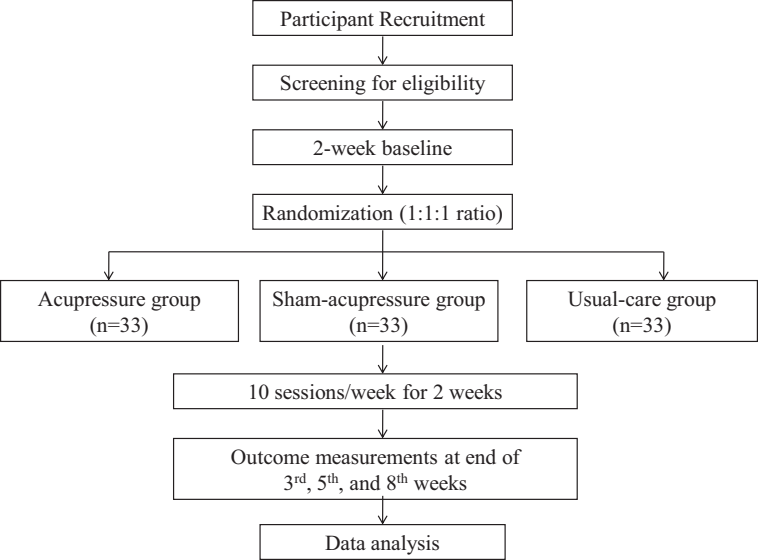 Participant Recruitment
Screening for eligibility
2-week baseline
Randomization (1:1:1 ratio)
Acupressure group
(n=33)
Sham-acupressure group
(n=33)
Usual-care group
(n=33)
10 sessions/week for 2 weeks
Outcome measurements at end of
3rd, 5th, and 8th weeks
Data analysis